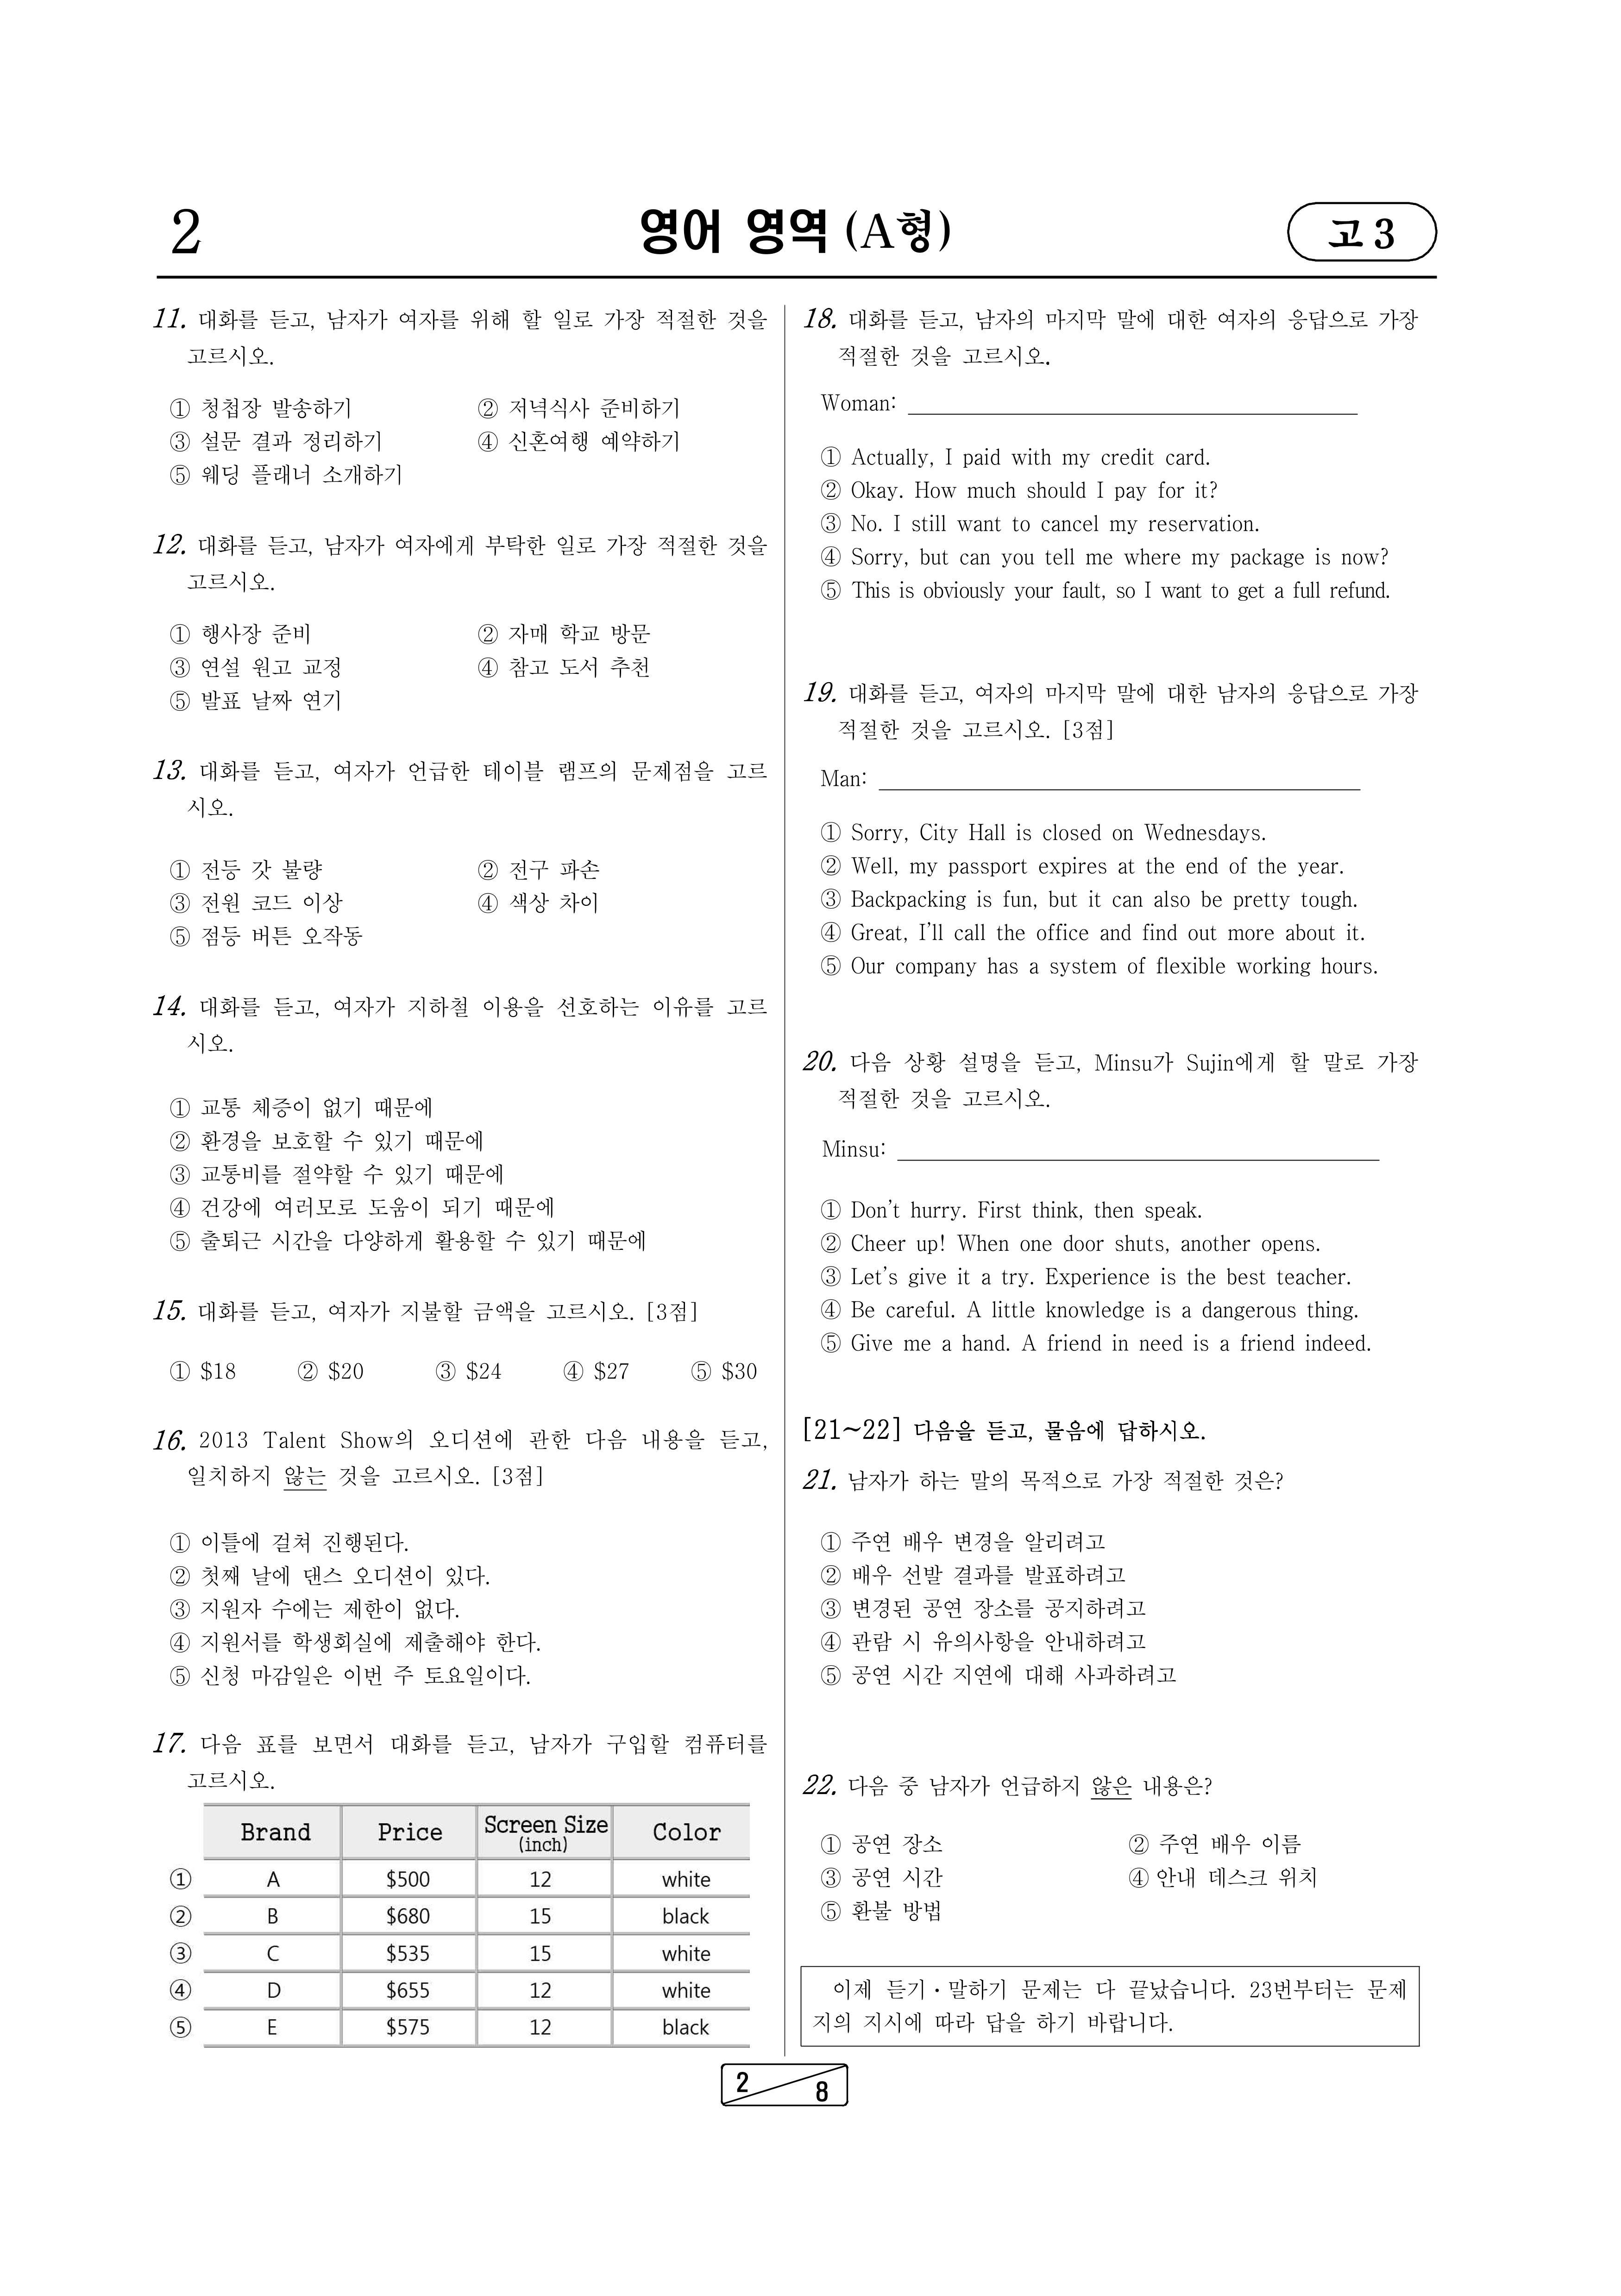 2
영어 영역 (A형)
고 3
11. 대화를 듣고, 남자가 여자를 위해 할 일로 가장 적절한 것을
고르시오.
① 청첩장 발송하기 ② 저녁식사 준비하기
③ 설문 결과 정리하기 ④ 신혼여행 예약하기
⑤ 웨딩 플래너 소개하기
12. 대화를 듣고, 남자가 여자에게 부탁한 일로 가장 적절한 것을
고르시오.
① 행사장 준비 ② 자매 학교 방문
③ 연설 원고 교정 ④ 참고 도서 추천
⑤ 발표 날짜 연기
13. 대화를 듣고, 여자가 언급한 테이블 램프의 문제점을 고르
시오.
① 전등 갓 불량 ② 전구 파손
③ 전원 코드 이상 ④ 색상 차이
⑤ 점등 버튼 오작동
14. 대화를 듣고, 여자가 지하철 이용을 선호하는 이유를 고르
시오.
① 교통 체증이 없기 때문에
② 환경을 보호할 수 있기 때문에
③ 교통비를 절약할 수 있기 때문에
④ 건강에 여러모로 도움이 되기 때문에
⑤ 출퇴근 시간을 다양하게 활용할 수 있기 때문에
15. 대화를 듣고, 여자가 지불할 금액을 고르시오. [3점]
① $18 ② $20 ③ $24 ④ $27 ⑤ $30
16. 2013 Talent Show의 오디션에 관한 다음 내용을 듣고,
일치하지 않는 것을 고르시오. [3점]
① 이틀에 걸쳐 진행된다.
② 첫째 날에 댄스 오디션이 있다.
③ 지원자 수에는 제한이 없다.
④ 지원서를 학생회실에 제출해야 한다.
⑤ 신청 마감일은 이번 주 토요일이다.
17. 다음 표를 보면서 대화를 듣고, 남자가 구입할 컴퓨터를
고르시오.
Brand Price Screen Size (inch) Color
① A $500 12 white
② B $680 15 black
③ C $535 15 white
④ D $655 12 white
⑤ E $575 12 black
18. 대화를 듣고, 남자의 마지막 말에 대한 여자의 응답으로 가장
적절한 것을 고르시오.
Woman:
① Actually, I paid with my credit card.
② Okay. How much should I pay for it?
③ No. I still want to cancel my reservation.
④ Sorry, but can you tell me where my package is now?
⑤ This is obviously your fault, so I want to get a full refund.
19. 대화를 듣고, 여자의 마지막 말에 대한 남자의 응답으로 가장
적절한 것을 고르시오. [3점]
Man:
① Sorry, City Hall is closed on Wednesdays.
② Well, my passport expires at the end of the year.
③ Backpacking is fun, but it can also be pretty tough.
④ Great, I'll call the office and find out more about it.
⑤ Our company has a system of flexible working hours.
20. 다음 상황 설명을 듣고, Minsu가 Sujin에게 할 말로 가장
적절한 것을 고르시오.
Minsu:
① Don't hurry. First think, then speak.
② Cheer up! When one door shuts, another opens.
③ Let's give it a try. Experience is the best teacher.
④ Be careful. A little knowledge is a dangerous thing.
⑤ Give me a hand. A friend in need is a friend indeed.
[21~22] 다음을 듣고, 물음에 답하시오.
21. 남자가 하는 말의 목적으로 가장 적절한 것은?
① 주연 배우 변경을 알리려고
② 배우 선발 결과를 발표하려고
③ 변경된 공연 장소를 공지하려고
④ 관람 시 유의사항을 안내하려고
⑤ 공연 시간 지연에 대해 사과하려고
22. 다음 중 남자가 언급하지 않은 내용은?
① 공연 장소 ② 주연 배우 이름
③ 공연 시간 ④ 안내 데스크 위치
⑤ 환불 방법
이제 듣기・말하기 문제는 다 끝났습니다. 23번부터는 문제
지의 지시에 따라 답을 하기 바랍니다.
2 8